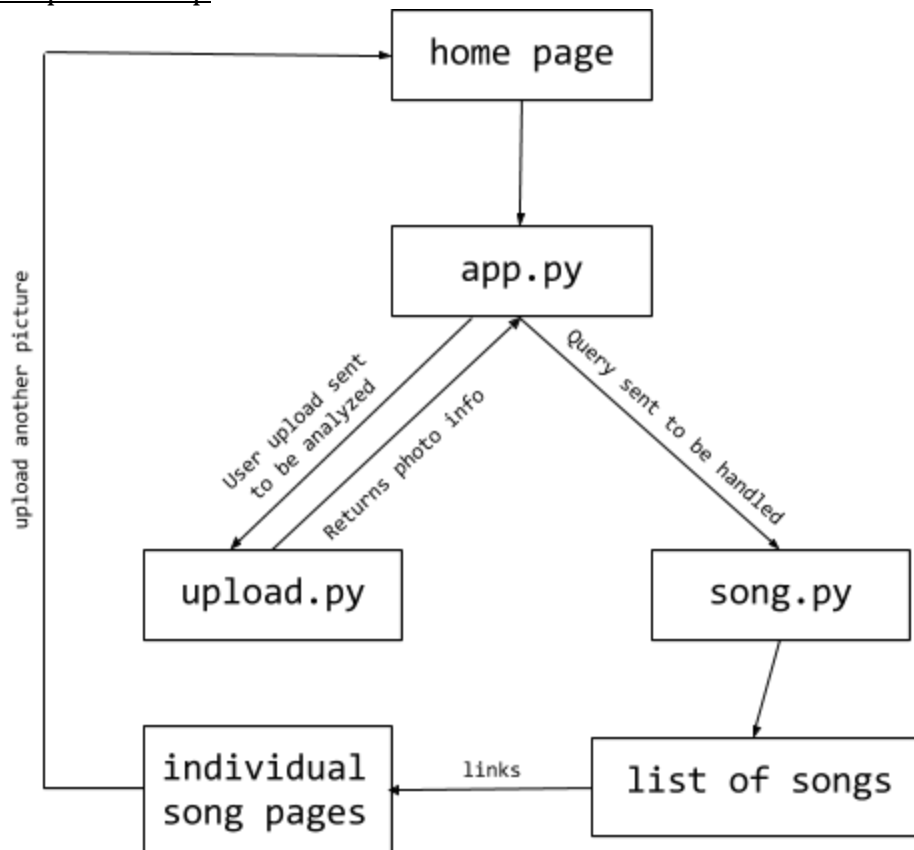 home page
app.py
upload another picture
User upload sent
to be analyzed
Returns photo info
Query sent to be handled
upload.py
song.py
individual
song pages
links
list of songs